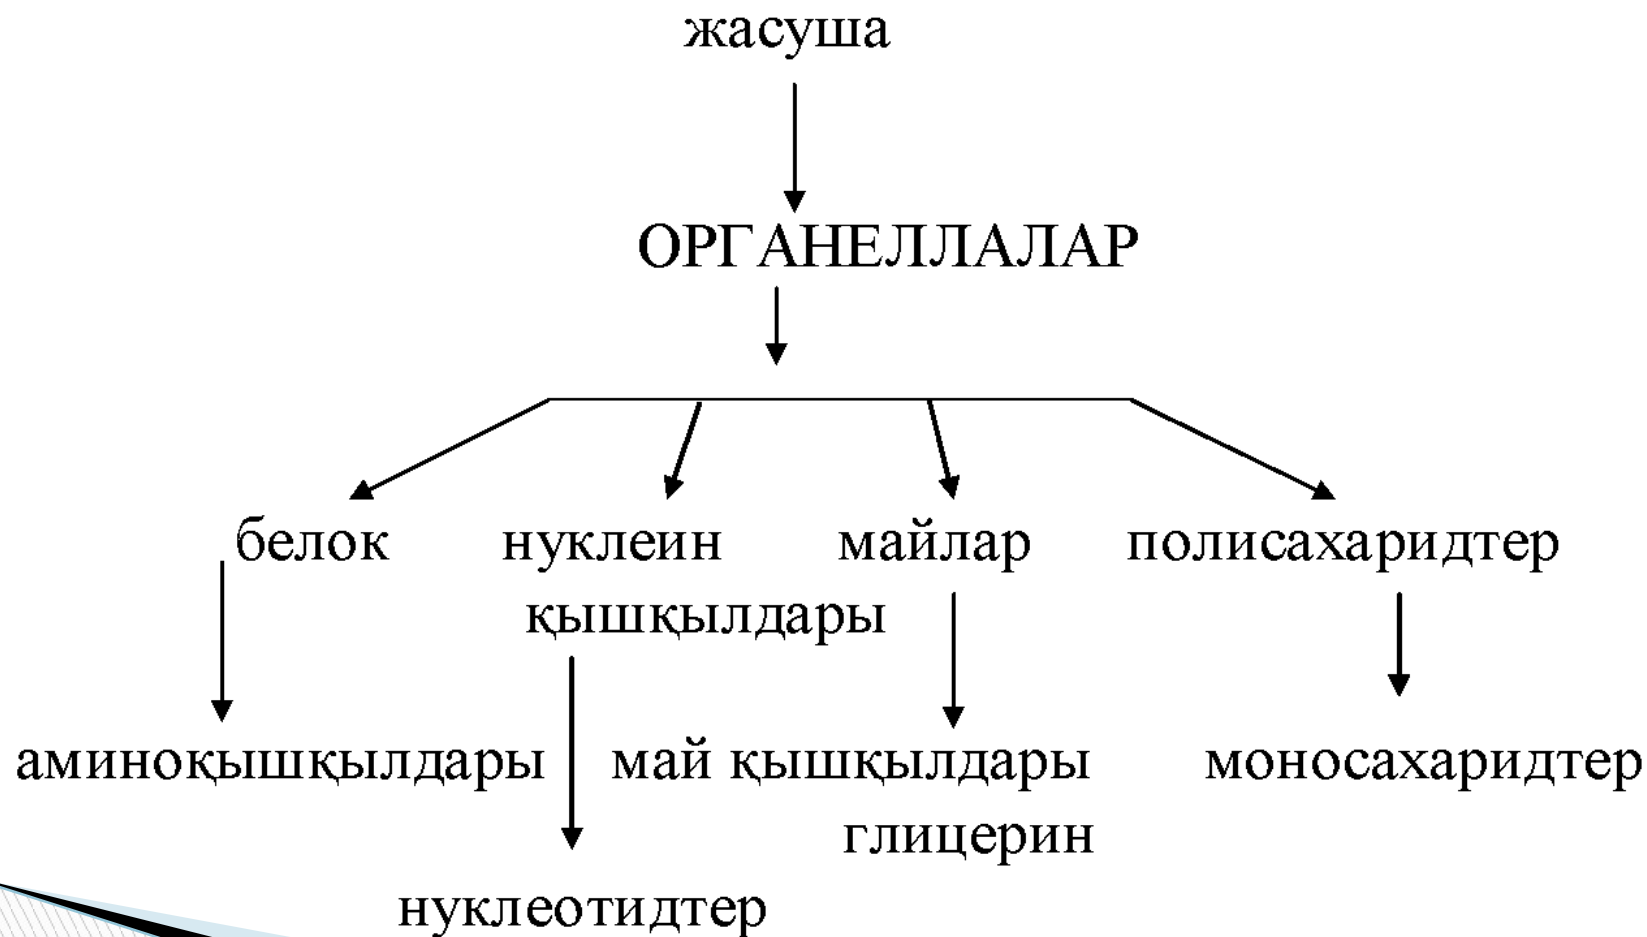 жасуша
ОРГАНЕЛЛАЛАР
белок нуклеин майлар полисахаридтер
қышқылдары
аминоқышқылдары май қышқылдары моносахаридтер
глицерин
нуклеотидтер